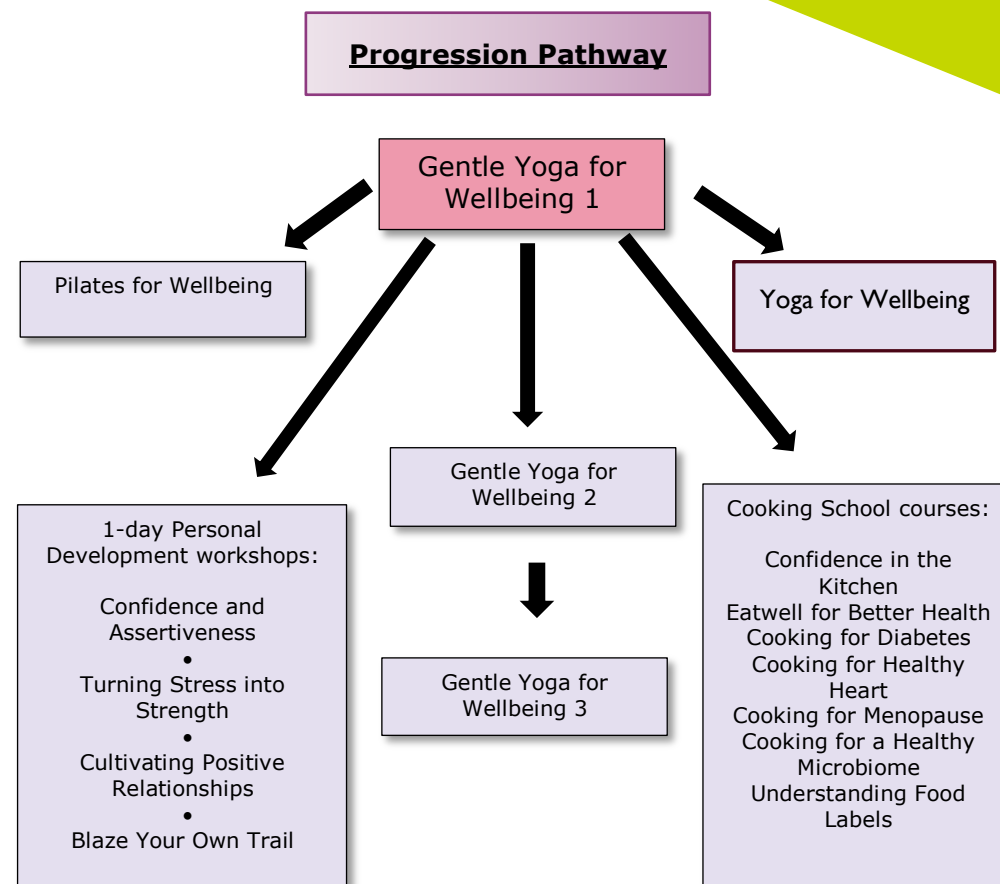 Progression Pathway
Gentle Yoga for
Wellbeing 1
Pilates for Wellbeing
Yoga for Wellbeing
Gentle Yoga for
Wellbeing 2
Gentle Yoga for
Wellbeing 3
1-day Personal
Development workshops:
Confidence and
Assertiveness
•
Turning Stress into
Strength
•
Cultivating Positive
Relationships
•
Blaze Your Own Trail
Cooking School courses:
Confidence in the
Kitchen
Eatwell for Better Health
Cooking for Diabetes
Cooking for Healthy
Heart
Cooking for Menopause
Cooking for a Healthy
Microbiome
Understanding Food
Labels